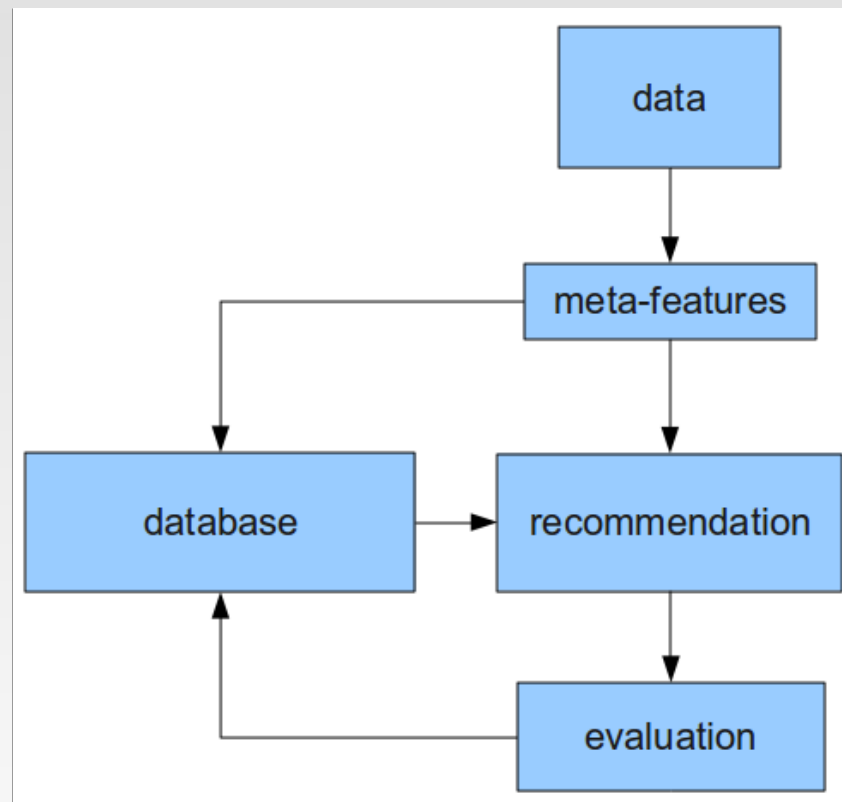 data
meta-features
database
recommendation
evaluation